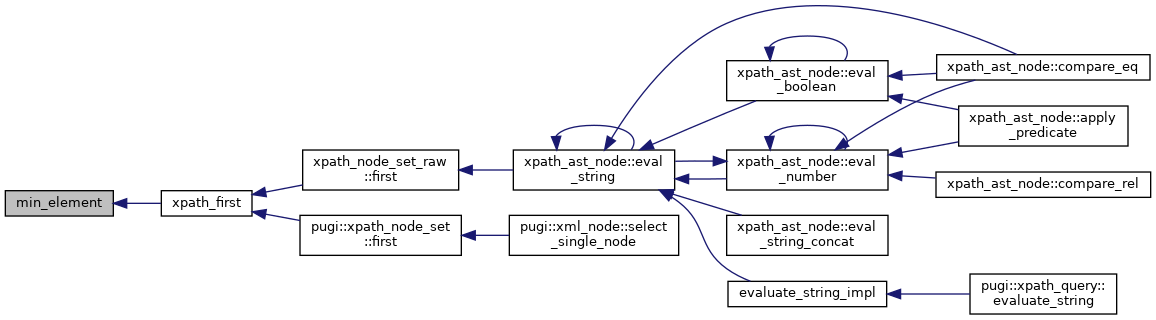 min_element
xpath_first
xpath_node_set_raw
::first
pugi::xpath_node_set
::first
xpath_ast_node::eval
_string
pugi::xml_node::select
_single_node
xpath_ast_node::eval
_boolean
xpath_ast_node::eval
_number
xpath_ast_node::eval
_string_concat
evaluate_string_impl
xpath_ast_node::compare_eq
xpath_ast_node::apply
_predicate
xpath_ast_node::compare_rel
pugi::xpath_query::
evaluate_string